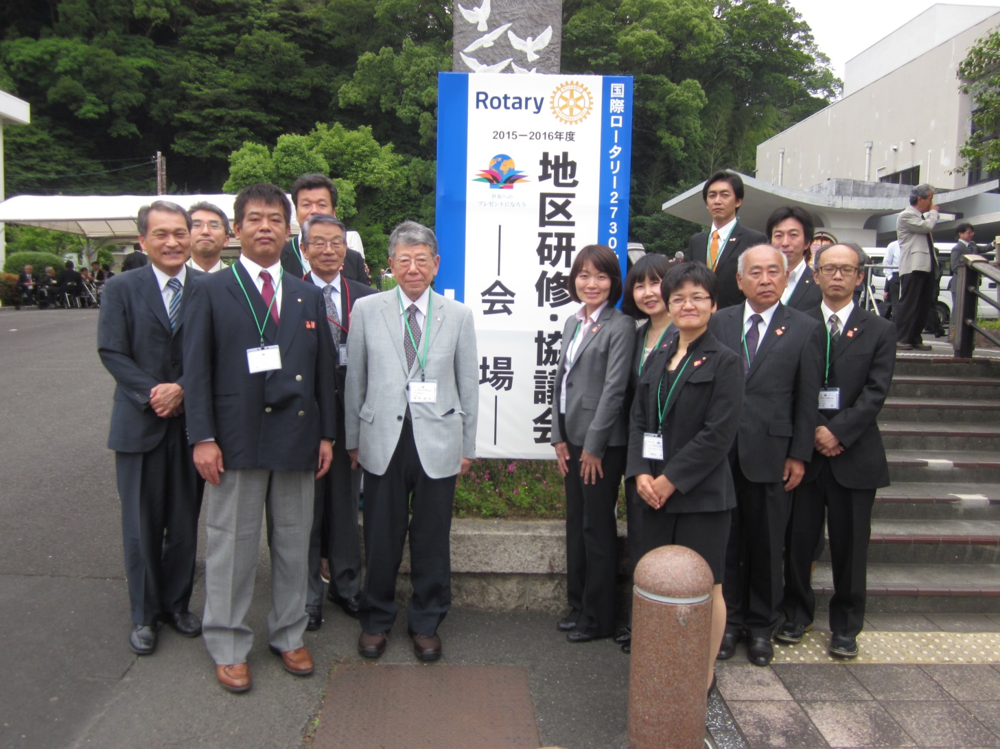 Rotary
2015－2016年度
世界への
プレゼントになろう
国際ロータリー2730
地区研修・協議会
会場